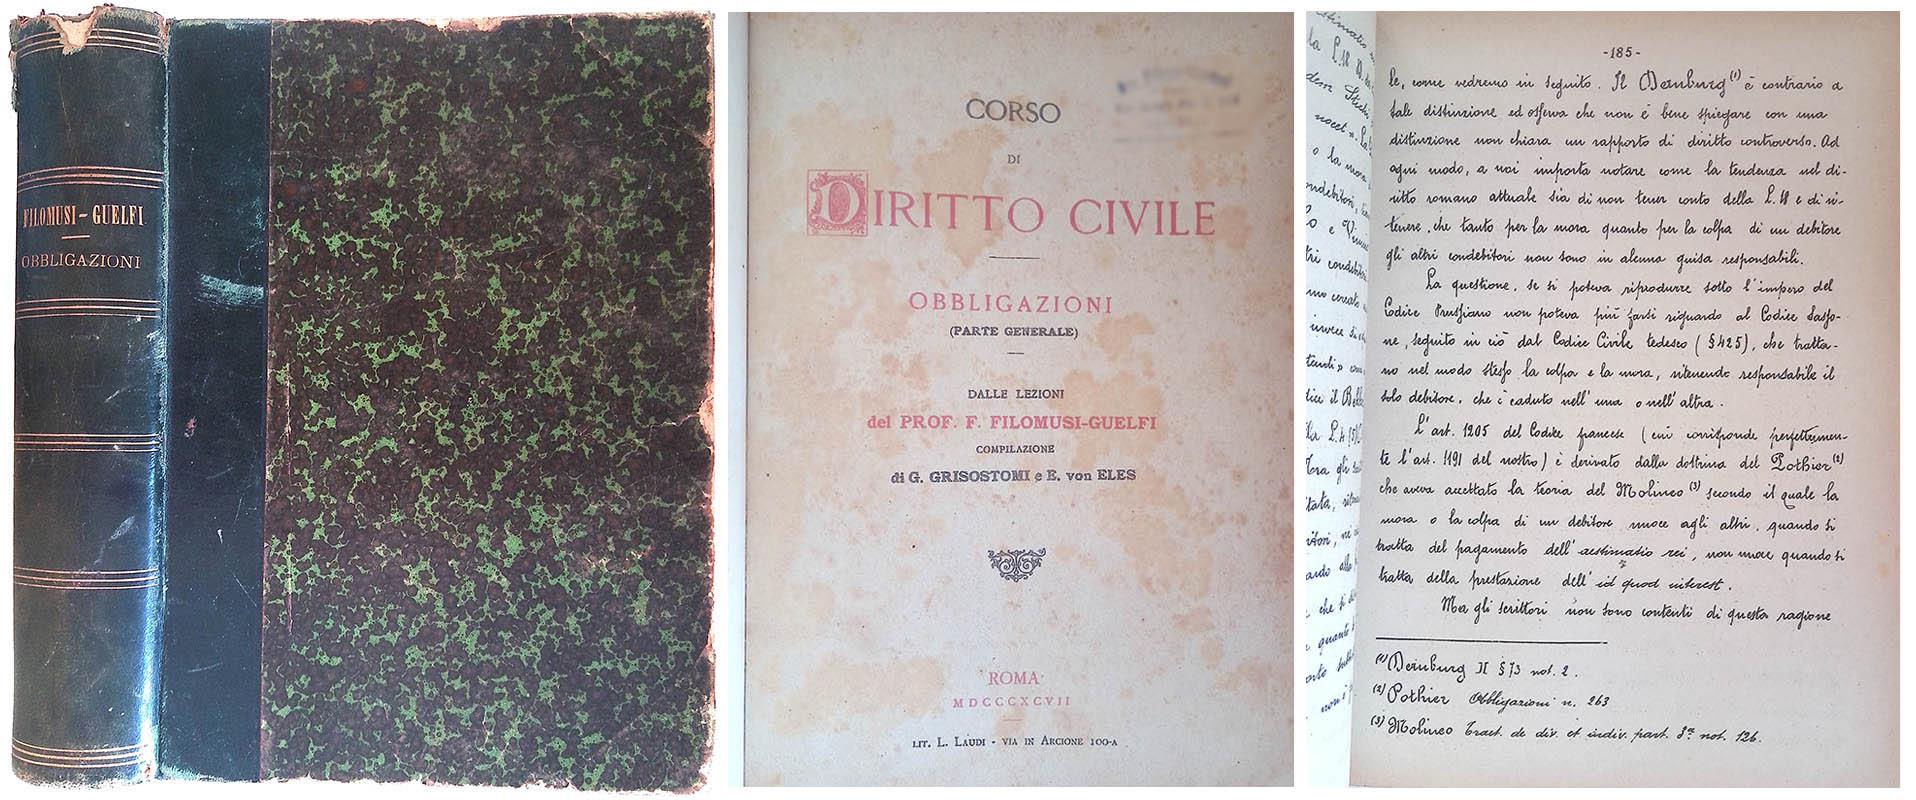 FILOMUSI-GUELFI
OBBLIGAZIONI
CORSO
DI
DIRITTO CIVILE
OBBLIGAZIONI
(PARTE GENERALE)
DALLE LEZIONI
del PROF. F. FILOMUSI-GUELFI
COMPILAZIONE
di G. GRISOSTOMI e E. von ELES
ROMA
MDCCCXCVII
LIT. L. LAUDI - VIA IN ARCIONE 100-A
-185-
le, come vedremo in seguito. Il Dernburg (1) è contrario a
tale distinzione ed osserva che non è bene spiegare con una
distinzione non chiara un rapporto di diritto controverso. Ad
ogni modo, a noi importa notare come la tendenza nel di-
ritto romano attuale sia di non tener conto della L. 18 e di ri-
tenere, che tanto per la mora quanto per la colpa di un debitore
gli altri condebitori non sono in alcuna guisa responsabili.
La questione, se si poteva riprodurre sotto l'impero del
Codice Prussiano non poteva più farsi riguardo al Codice Sasso-
ne, seguito in ciò dal Codice Civile tedesco (§425), che tratta-
no nel modo stesso la colpa e la mora, ritenendo responsabile il
solo debitore, che è caduto nell'una o nell'altra.
L'art. 1205 del Codice francese (cui corrisponde perfettamen-
te l'art. 1191 del nostro) è derivato dalla dottrina del Pothier (2)
che aveva accettato la teoria del Molineo (3) secondo il quale la
mora o la colpa di un debitore nuoce agli altri, quando si
tratta del pagamento dell'aestimatio rei, non nuoce quando si
tratta della prestazione dell'id quod interest.
Ma gli scrittori non sono contenti di questa ragione
(1) Dernburg II § 73 not. 2.
(2) Pothier Obbligazioni n. 263
(3) Molineo Tract. de div. et indiv. part. 3ª not. 126.